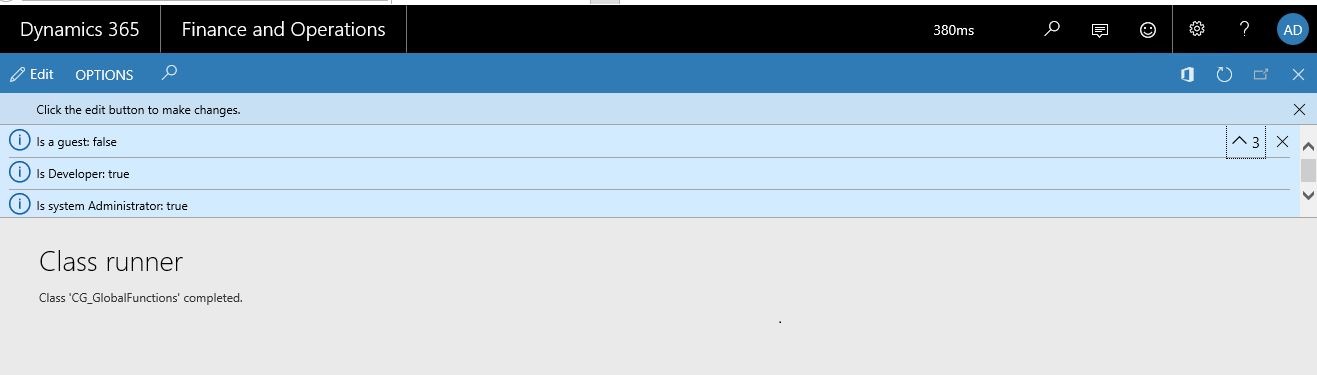 Dynamics 365 Finance and Operations 380ms ? AD
Edit OPTIONS
Click the edit button to make changes.
Is a guest: false 3
Is Developer: true
Is system Administrator: true
Class runner
Class 'CG_GlobalFunctions' completed.